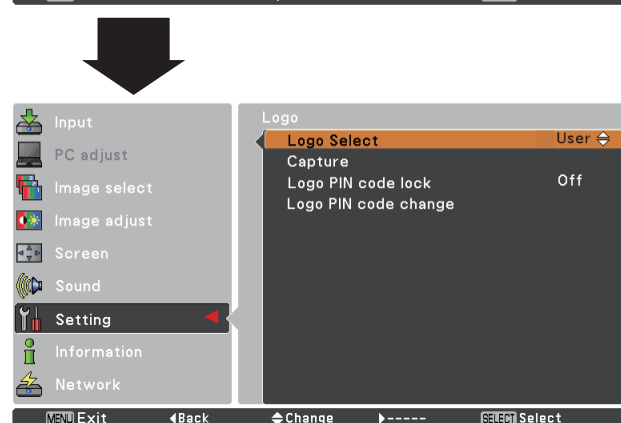 Input
PC adjust
Image select
Image adjust
Screen
Sound
Setting
Information
Network
Logo
Logo Select User
Capture
Logo PIN code lock Off
Logo PIN code change
MENU Exit Back Change ----- SELECT Select